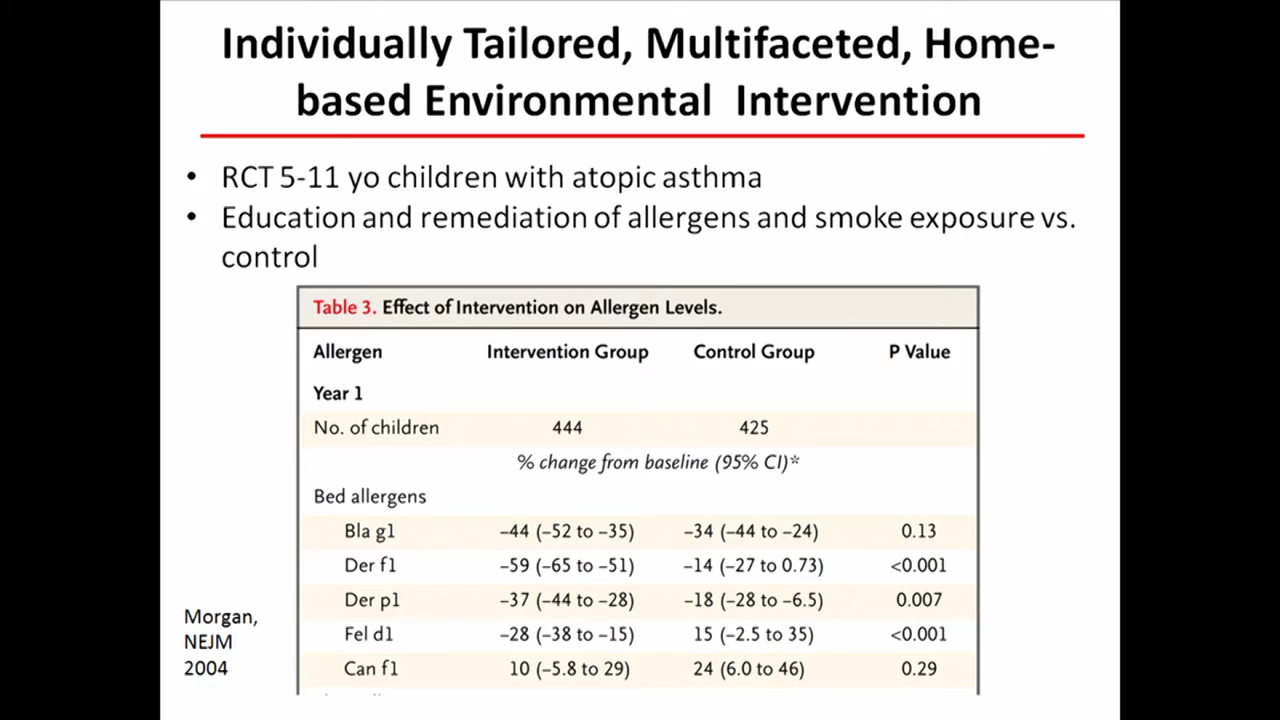 Individually Tailored, Multifaceted, Home-
based Environmental Intervention
• RCT 5-11 yo children with atopic asthma
• Education and remediation of allergens and smoke exposure vs.
control
Table 3. Effect of Intervention on Allergen Levels.
Allergen Intervention Group Control Group P Value
Year 1
No. of children 444 425
% change from baseline (95% CI)*
Bed allergens
Bla g1 −44 (−52 to −35) −34 (−44 to −24) 0.13
Der f1 −59 (−65 to −51) −14 (−27 to 0.73) <0.001
Der p1 −37 (−44 to −28) −18 (−28 to −6.5) 0.007
Fel d1 −28 (−38 to −15) 15 (−2.5 to 35) <0.001
Can f1 10 (−5.8 to 29) 24 (6.0 to 46) 0.29
Morgan,
NEJM
2004